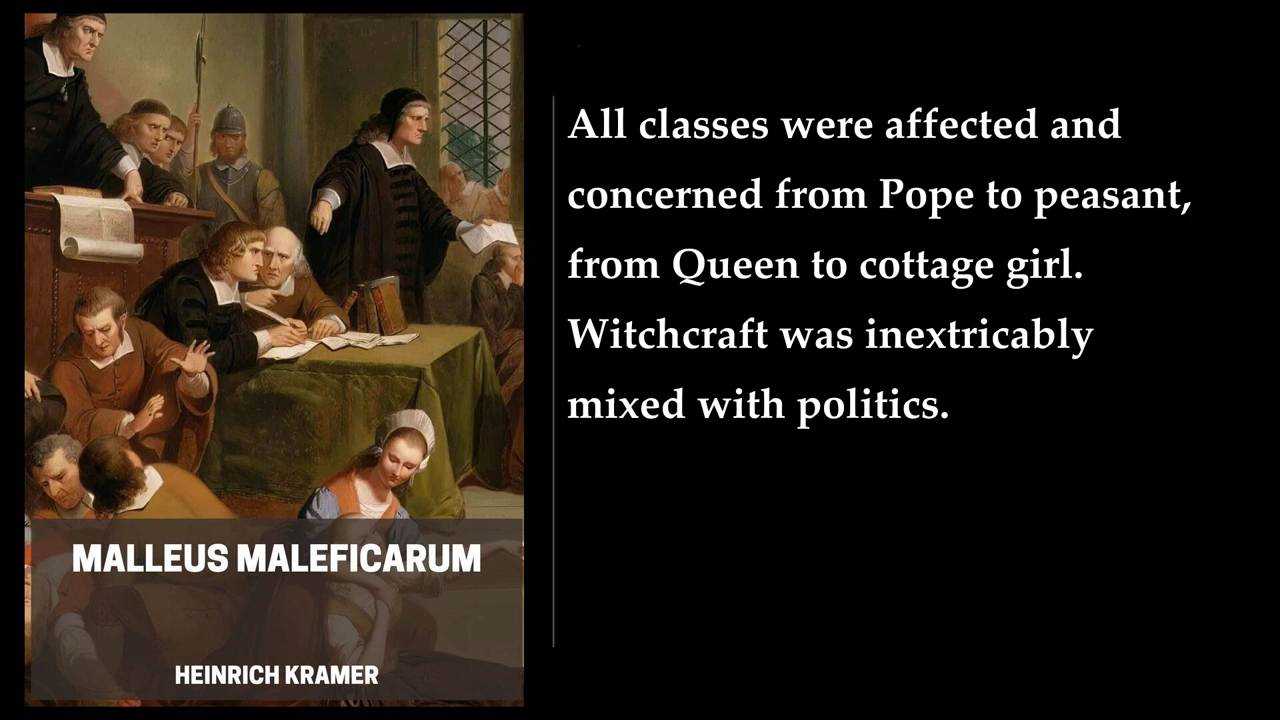 MALLEUS MALEFICARUM
HEINRICH KRAMER
All classes were affected and
concerned from Pope to peasant,
from Queen to cottage girl.
Witchcraft was inextricably
mixed with politics.